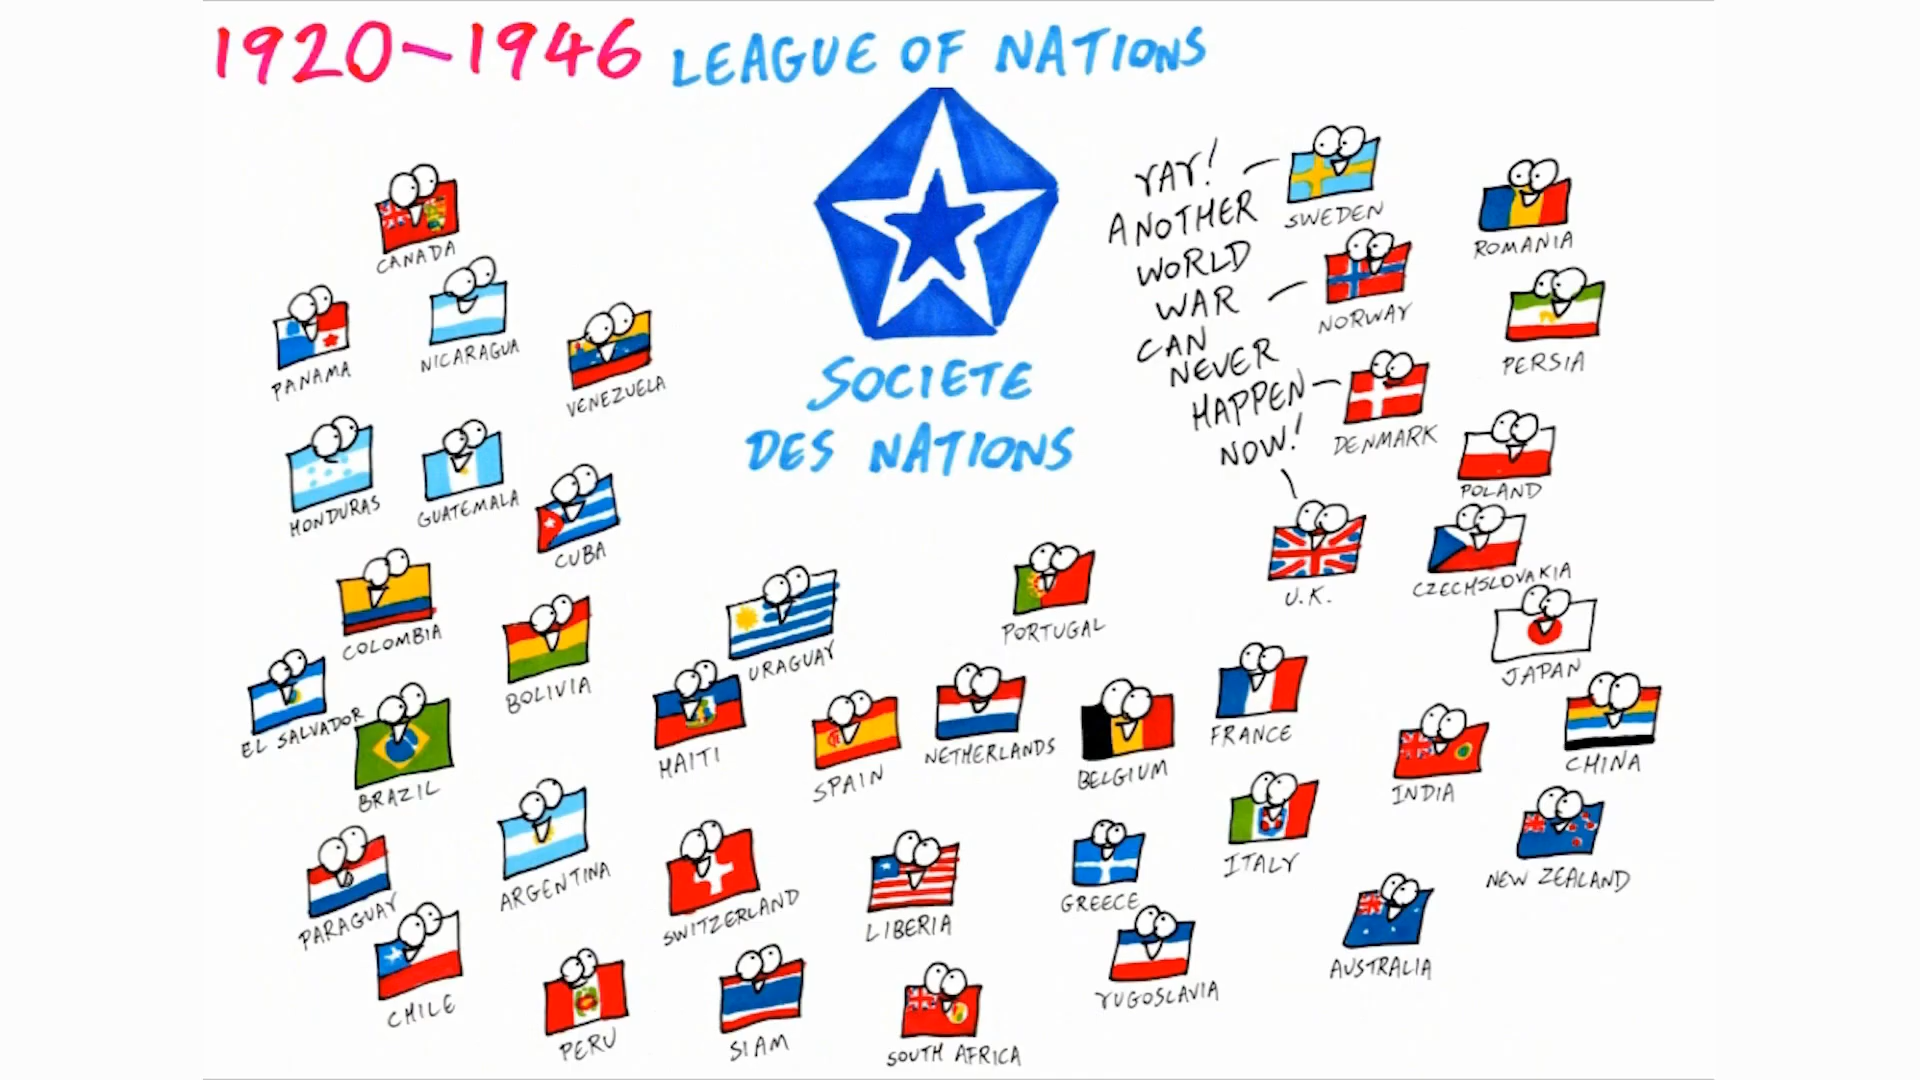 1920-1946 LEAGUE OF NATIONS
SOCIETE
DES NATIONS
YAY!
ANOTHER
WORLD
WAR
CAN
NEVER
HAPPEN
NOW!
CANADA
PANAMA
NICARAGUA
VENEZUELA
HONDURAS
GUATEMALA
CUBA
COLOMBIA
BOLIVIA
EL SALVADOR
BRAZIL
PARAGUAY
ARGENTINA
CHILE
PERU
URAGUAY
HAITI
SPAIN
NETHERLANDS
PORTUGAL
BELGIUM
SWITZERLAND
LIBERIA
SIAM
SOUTH AFRICA
SWEDEN
ROMANIA
NORWAY
PERSIA
DENMARK
POLAND
U.K.
CZECHSLOVAKIA
JAPAN
FRANCE
INDIA
CHINA
ITALY
GREECE
NEW ZEALAND
YUGOSLAVIA
AUSTRALIA